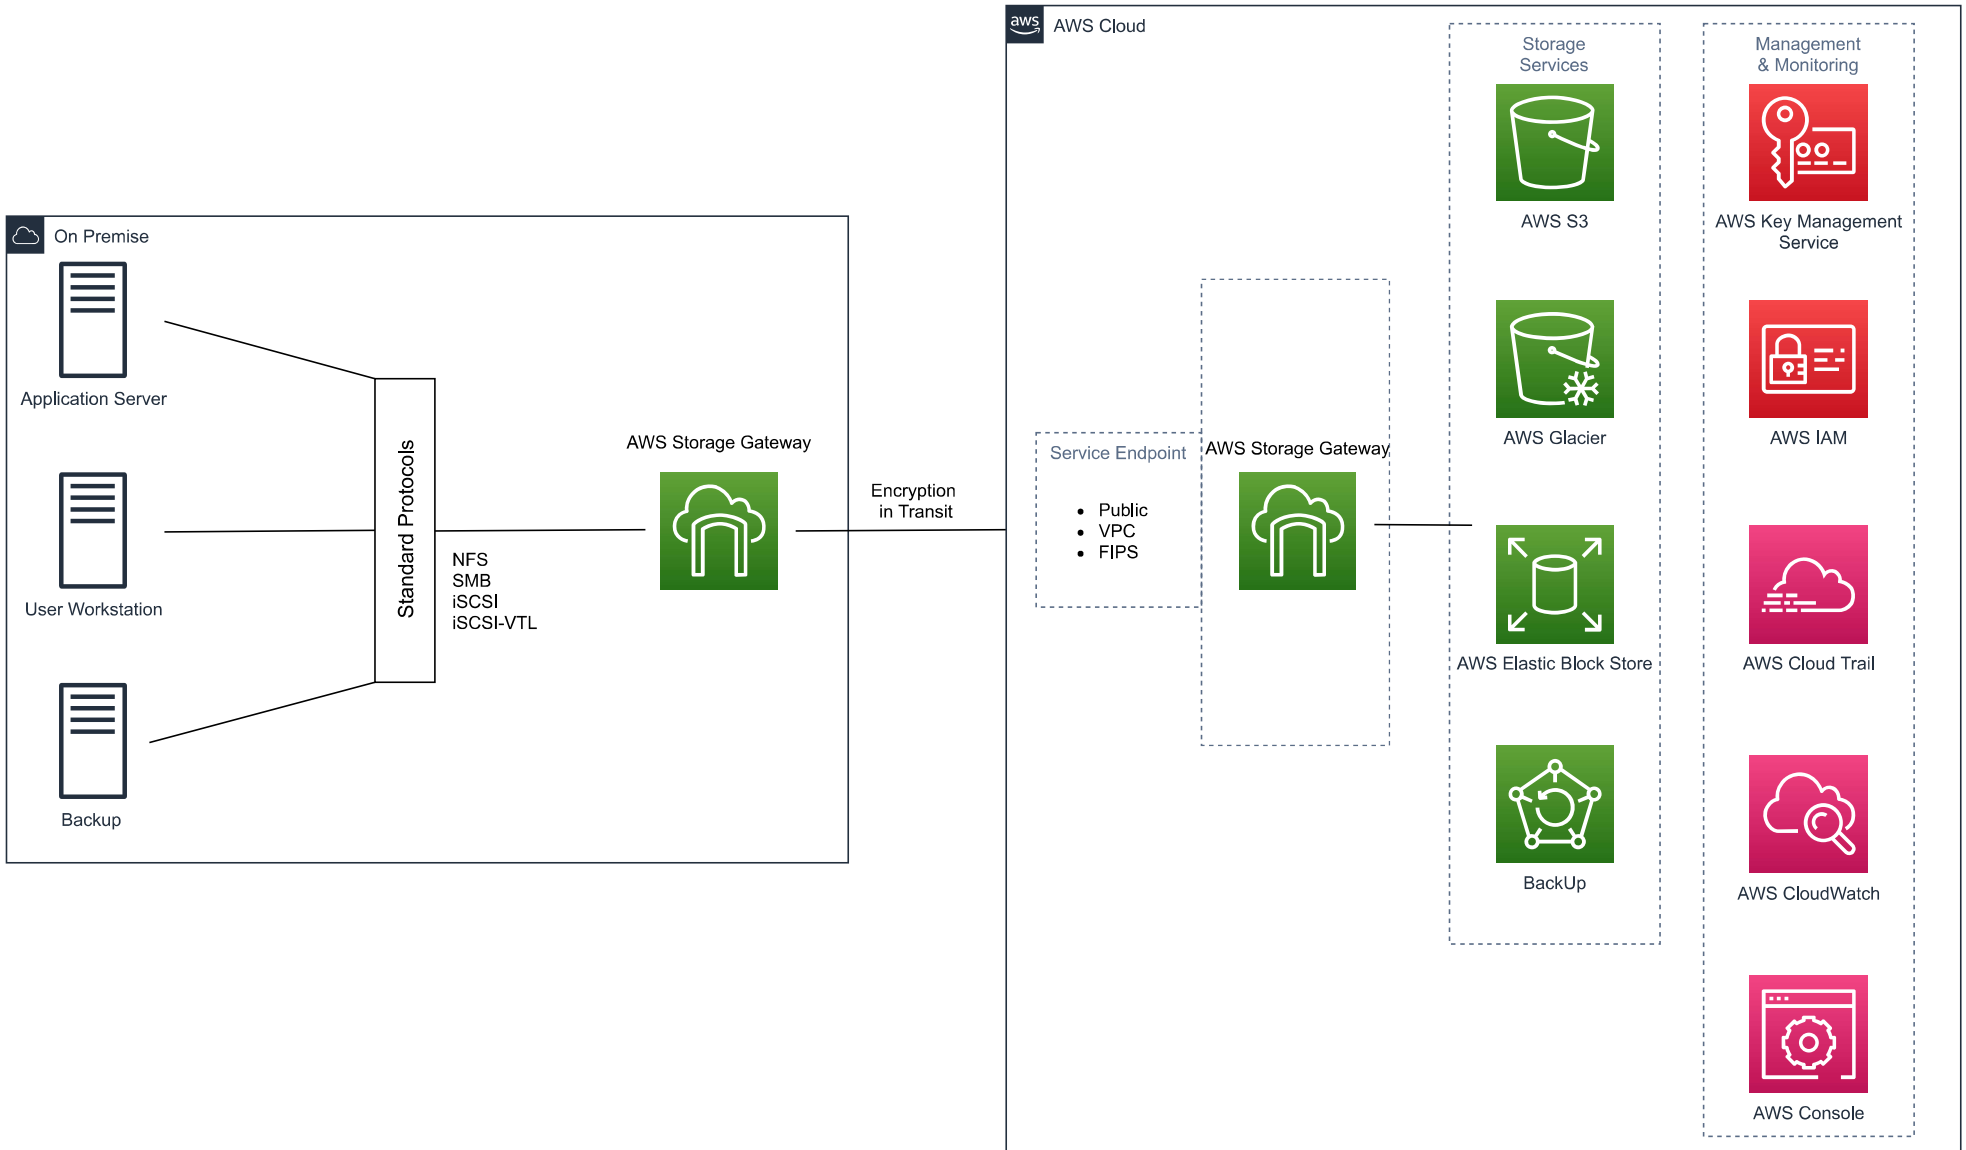 aws
AWS Cloud
Storage
Services
Management
& Monitoring
AWS S3
AWS Key Management
Service
On Premise
Application Server
AWS Glacier
AWS IAM
Standard Protocols
AWS Storage Gateway
Service Endpoint
AWS Storage Gateway
Encryption
in Transit
• Public
• VPC
• FIPS
NFS
SMB
iSCSI
iSCSI-VTL
User Workstation
AWS Elastic Block Store
AWS Cloud Trail
Backup
BackUp
AWS CloudWatch
AWS Console